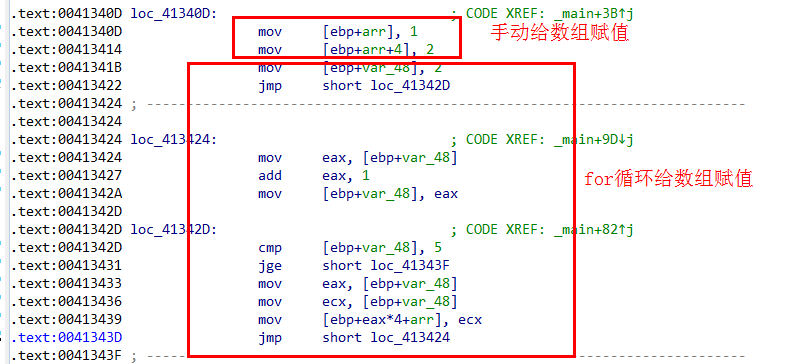 .text:0041340D loc_41340D: ; CODE XREF: _main+3B↑j
.text:0041340D mov [ebp+arr], 1 手动给数组赋值
.text:00413414 mov [ebp+arr+4], 2
.text:0041341B mov [ebp+var_48], 2
.text:00413422 jmp short loc_41342D
.text:00413424 ; ---------------------------------------------------------------------------
.text:00413424
.text:00413424 loc_413424: ; CODE XREF: _main+9D↓j
.text:00413424 mov eax, [ebp+var_48]
.text:00413427 add eax, 1 for循环给数组赋值
.text:0041342A mov [ebp+var_48], eax
.text:0041342D
.text:0041342D loc_41342D: ; CODE XREF: _main+82↑j
.text:0041342D cmp [ebp+var_48], 5
.text:00413431 jge short loc_41343F
.text:00413433 mov eax, [ebp+var_48]
.text:00413436 mov ecx, [ebp+var_48]
.text:00413439 mov [ebp+eax*4+arr], ecx
.text:0041343D jmp short loc_413424
.text:0041343F ; ---------------------------------------------------------------------------